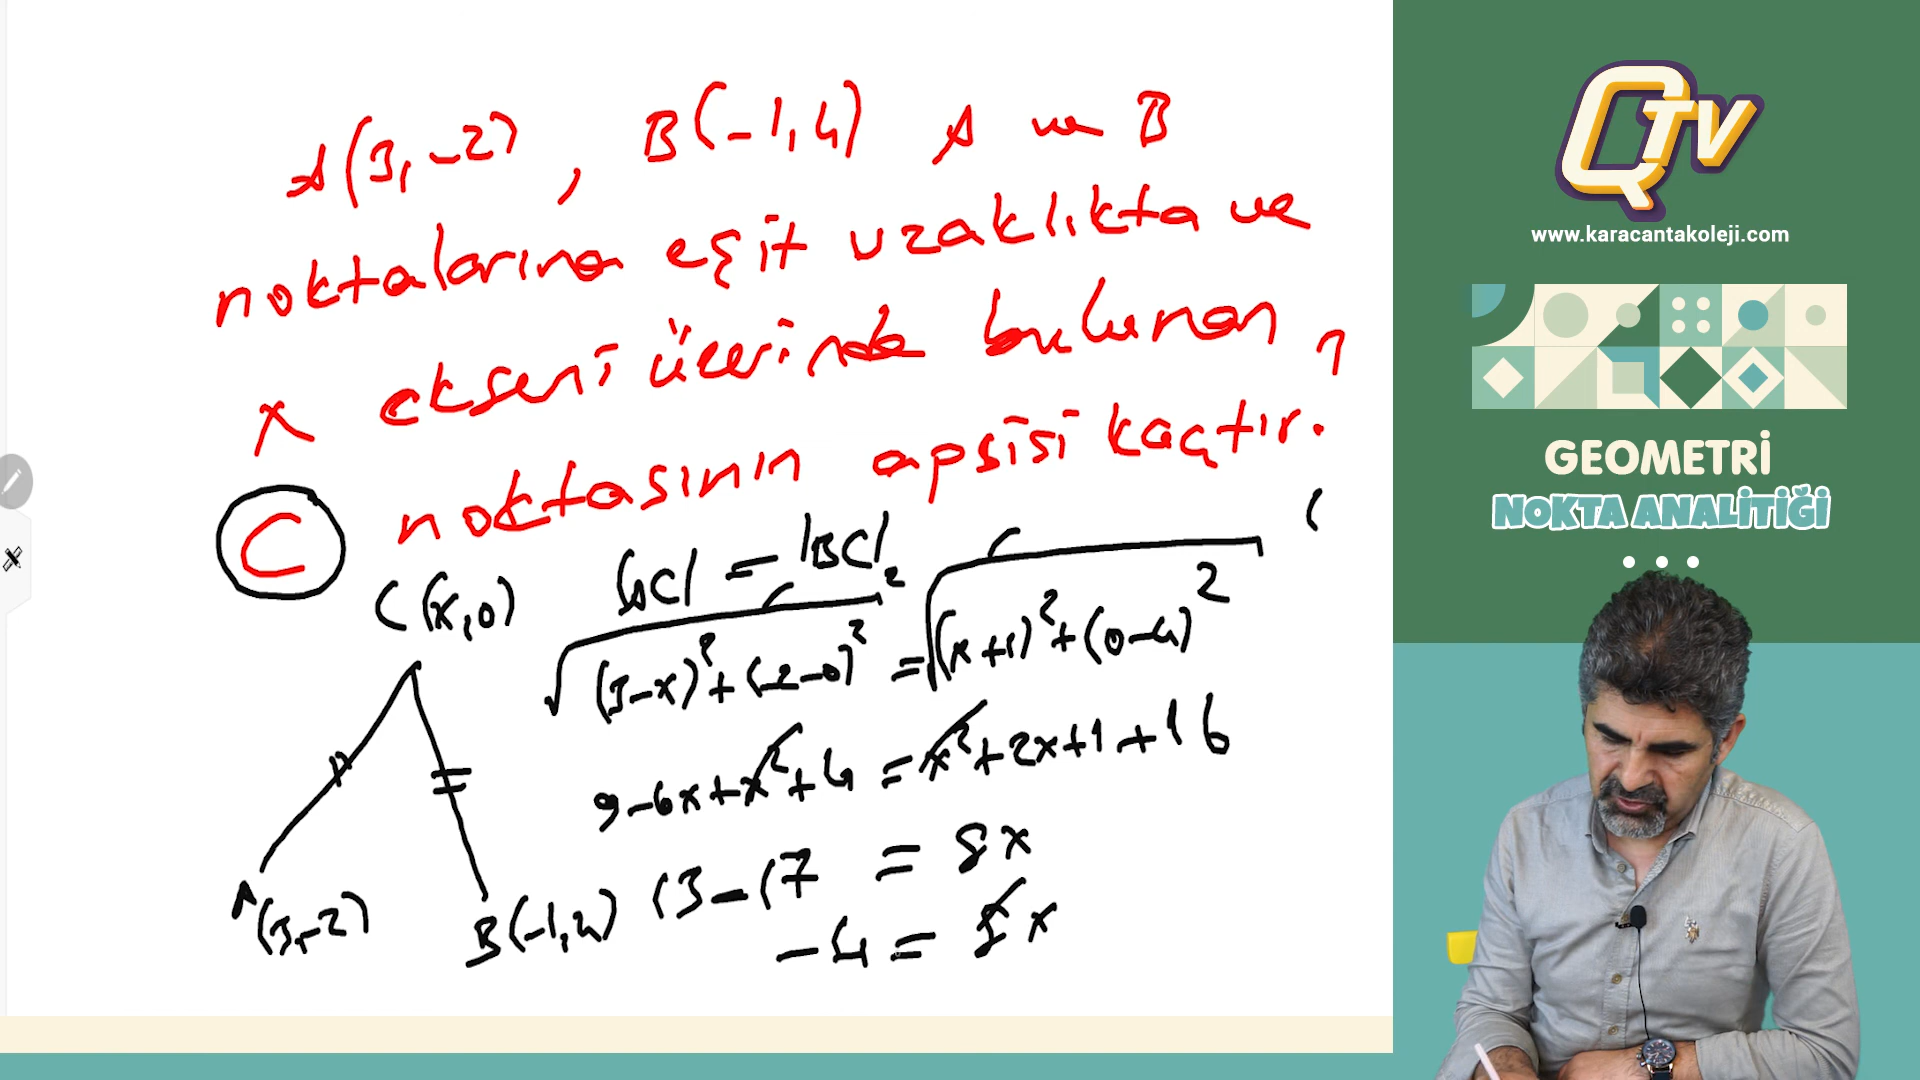 A(3,-2) , B(-1,4) A ve B
noktalarına eşit uzaklıkta ve
x ekseni üzerinde bulunan
C noktasının apsisi kaçtır?
C(x,0)
|AC| = |BC|
√(3-x)²+(-2-0)² = √(x+1)²+(0-4)²
9-6x+x²+4 = x²+2x+1+16
13-17 = 8x
-4 = 8x
A(3,-2)
B(-1,4)
QTV
www.karacantakoleji.com
GEOMETRİ
NOKTA ANALİTİĞİ